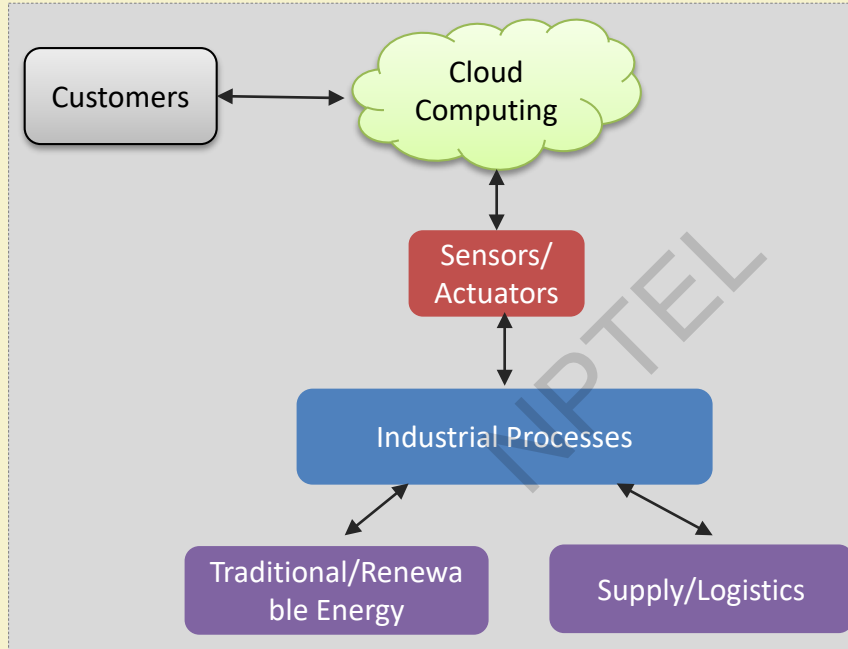 Customers
Cloud
Computing
Sensors/
Actuators
NPTEL
Industrial Processes
Traditional/Renewa
ble Energy
Supply/Logistics